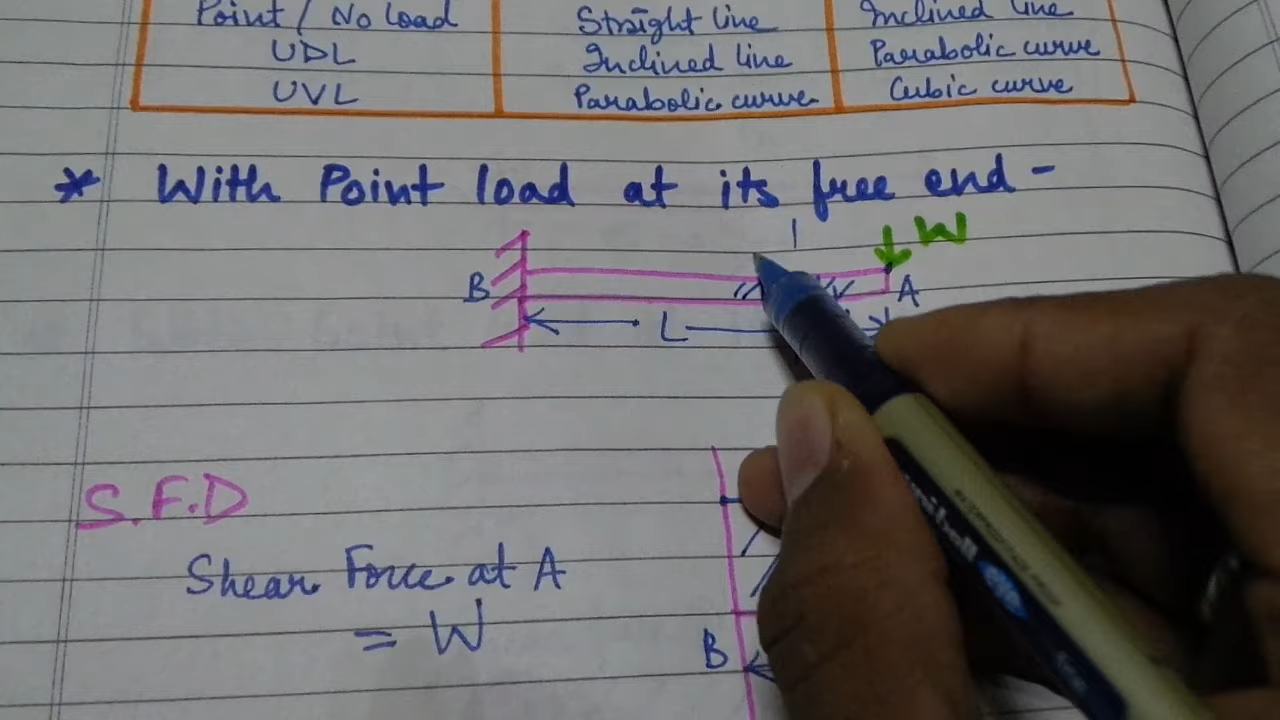 Point / No load Straight line Inclined line
UDL Inclined line Parabolic curve
UVL Parabolic curve Cubic curve
* With Point load at its free end -
W
B A
L
S.F.D
Shear Force at A
= W
B